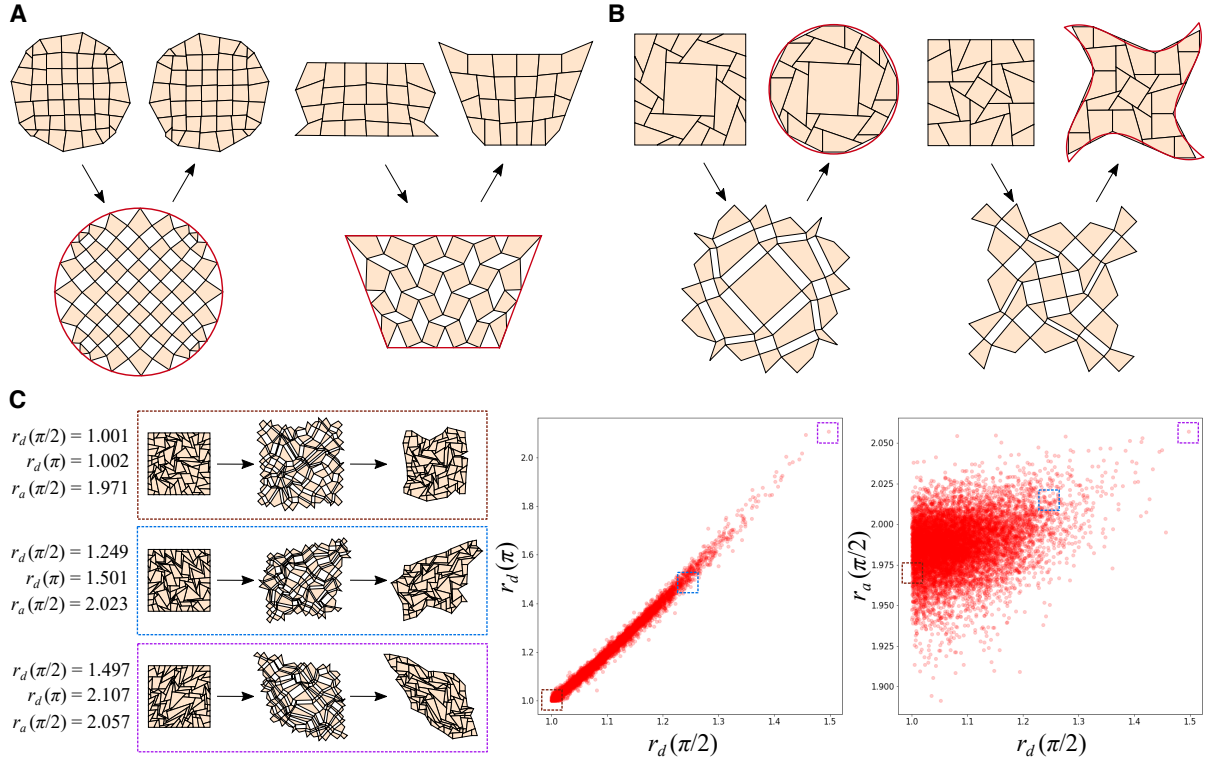 A
B
C
r_d(π/2) = 1.001
r_d(π) = 1.002
r_a(π/2) = 1.971
r_d(π/2) = 1.249
r_d(π) = 1.501
r_a(π/2) = 2.023
r_d(π/2) = 1.497
r_d(π) = 2.107
r_a(π/2) = 2.057
r_d(π)
2.0
1.8
1.6
1.4
1.2
1.0
1.0 1.1 1.2 1.3 1.4 1.5
r_d(π/2)
r_a(π/2)
2.050
2.025
2.000
1.975
1.950
1.925
1.900
1.0 1.1 1.2 1.3 1.4 1.5
r_d(π/2)